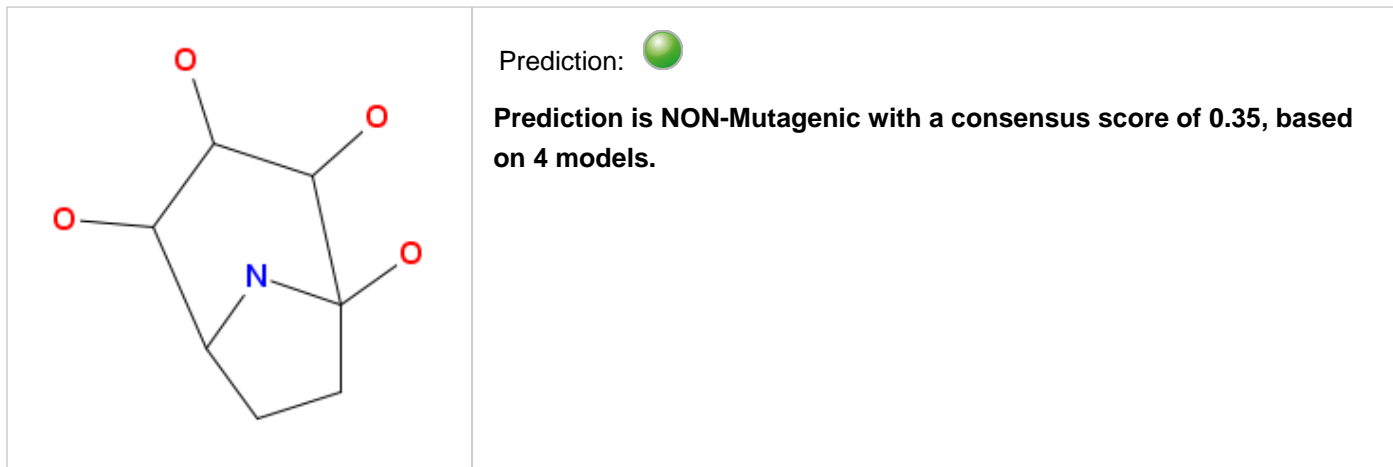 O
O
Prediction:
Prediction is NON-Mutagenic with a consensus score of 0.35, based
on 4 models.
O
O
N